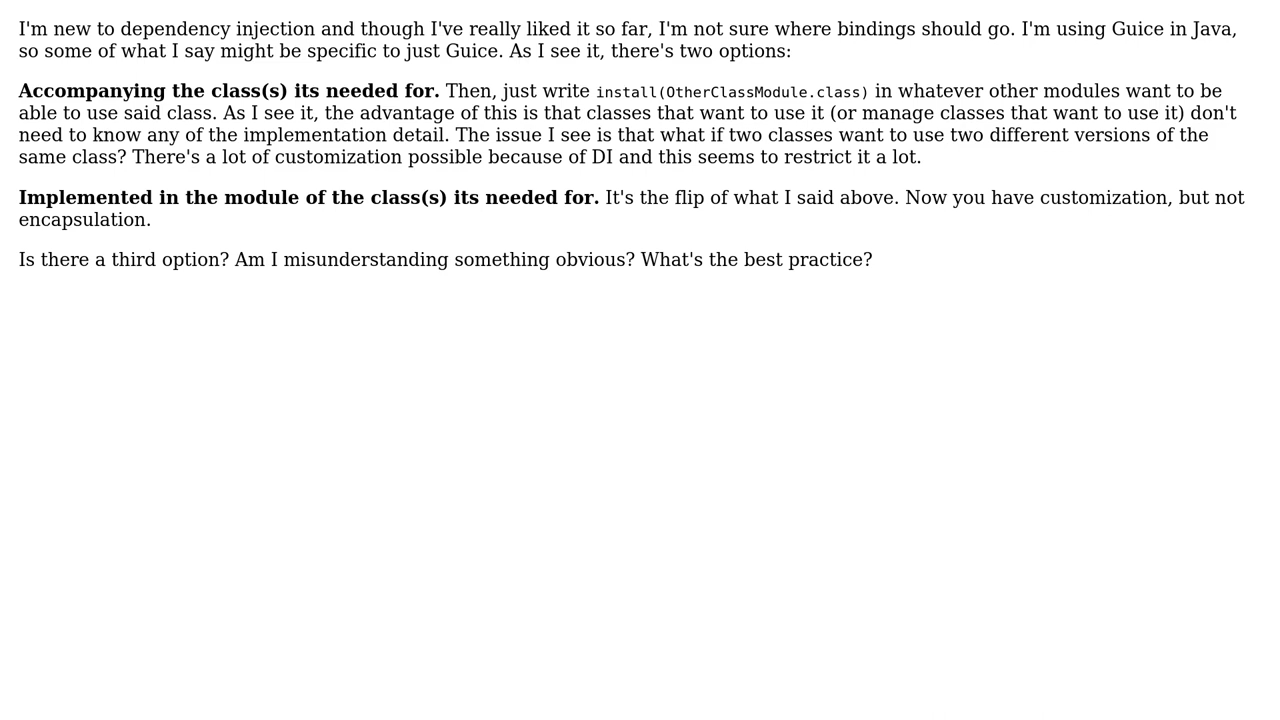 I'm new to dependency injection and though I've really liked it so far, I'm not sure where bindings should go. I'm using Guice in Java,
so some of what I say might be specific to just Guice. As I see it, there's two options:
Accompanying the class(s) its needed for. Then, just write install(OtherClassModule.class) in whatever other modules want to be
able to use said class. As I see it, the advantage of this is that classes that want to use it (or manage classes that want to use it) don't
need to know any of the implementation detail. The issue I see is that what if two classes want to use two different versions of the
same class? There's a lot of customization possible because of DI and this seems to restrict it a lot.
Implemented in the module of the class(s) its needed for. It's the flip of what I said above. Now you have customization, but not
encapsulation.
Is there a third option? Am I misunderstanding something obvious? What's the best practice?